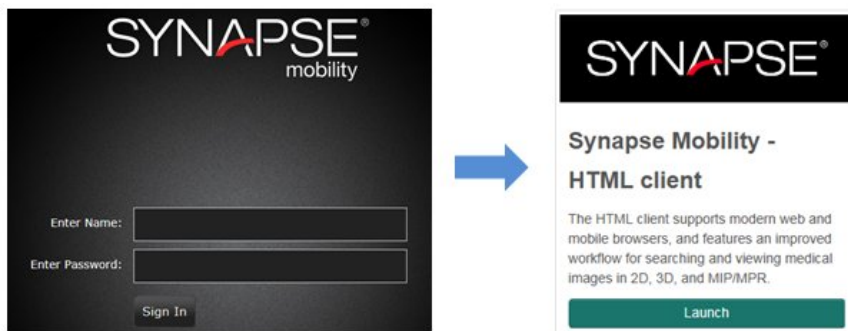 SYNAPSE®
mobility
Enter Name:
Enter Password:
Sign In
SYNAPSE®
Synapse Mobility -
HTML client
The HTML client supports modern web and
mobile browsers, and features an improved
workflow for searching and viewing medical
images in 2D, 3D, and MIP/MPR.
Launch